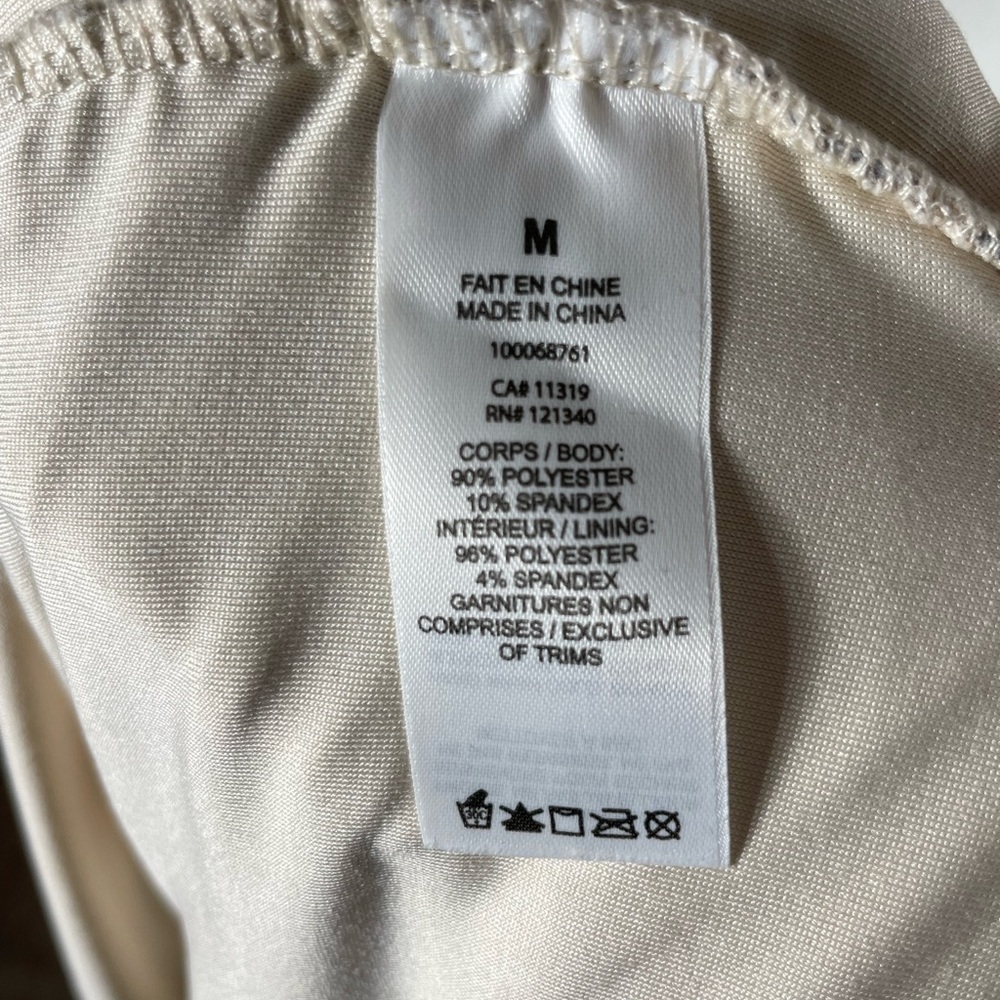 M
FAIT EN CHINE
MADE IN CHINA
100068761
CA# 11319
RN# 121340
CORPS / BODY:
90% POLYESTER
10% SPANDEX
INTÉRIEUR / LINING:
96% POLYESTER
4% SPANDEX
GARNITURES NON
COMPRISES / EXCLUSIVE
OF TRIMS
30C